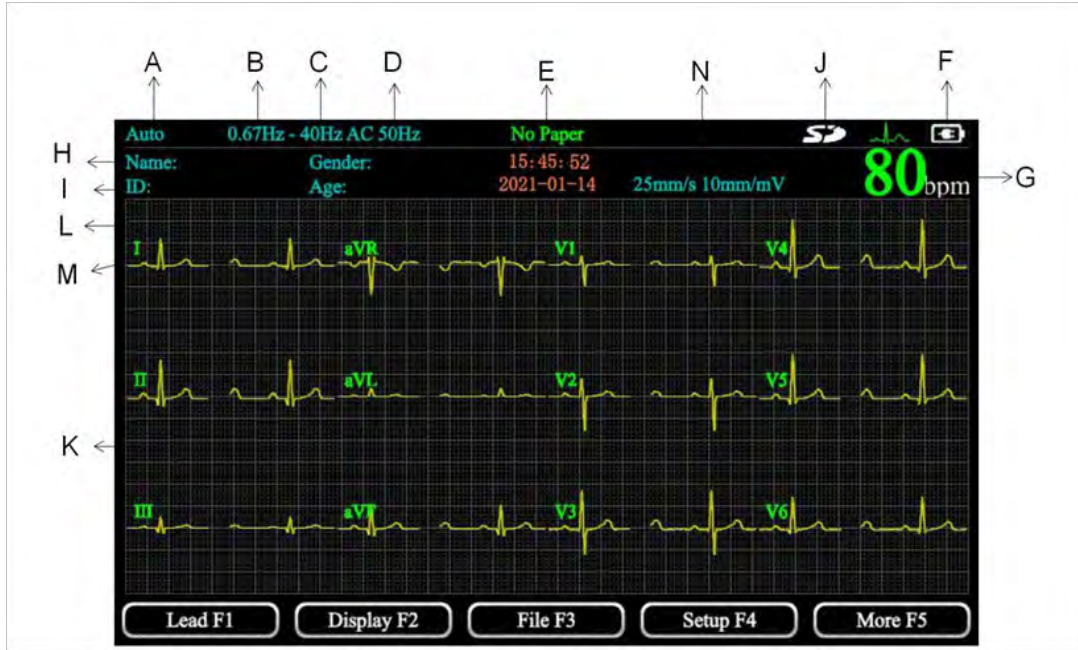 A B C D E N J F
Auto 0.67Hz - 40Hz AC 50Hz No Paper SD
H Name: Gender: 15:45:52 80 bpm G
I ID: Age: 2021-01-14 25mm/s 10mm/mV
L
I aVR V1 V4
M
II aVL V2 V5
K
III aVF V3 V6
Lead F1 Display F2 File F3 Setup F4 More F5